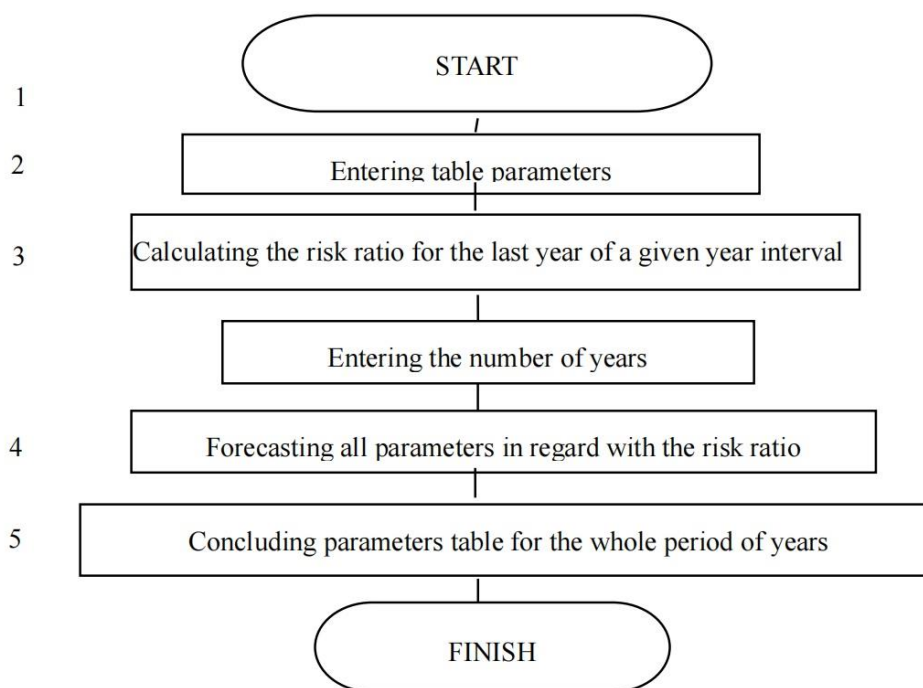 START
1
2
Entering table parameters
3
Calculating the risk ratio for the last year of a given year interval
Entering the number of years
4
Forecasting all parameters in regard with the risk ratio
5
Concluding parameters table for the whole period of years
FINISH